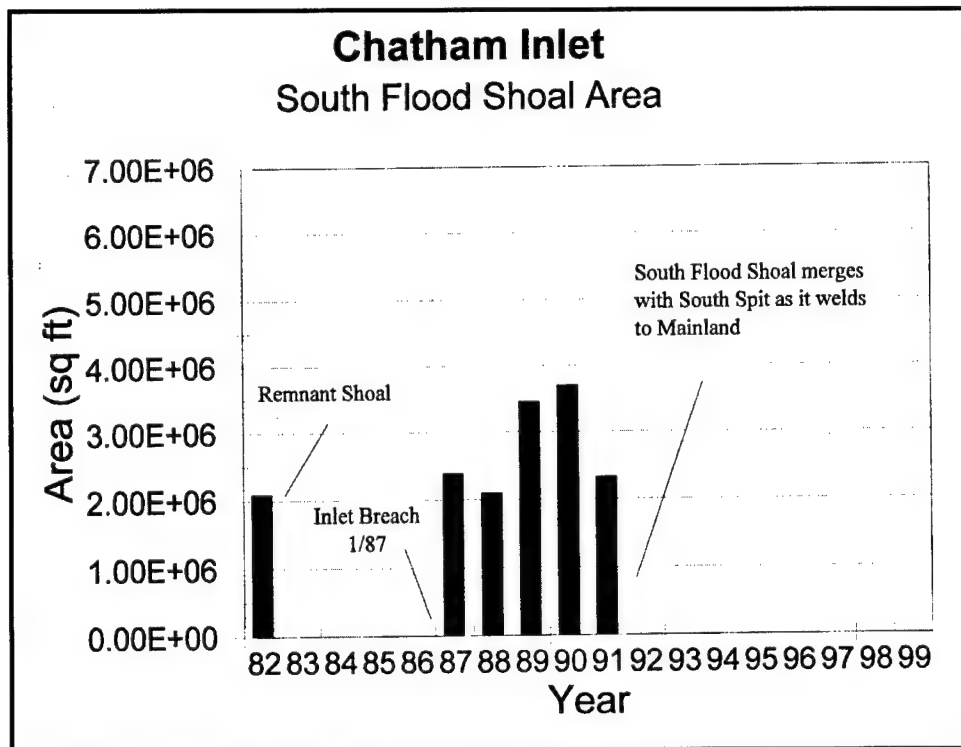 Chatham Inlet
South Flood Shoal Area
7.00E+06
6.00E+06
5.00E+06
4.00E+06
3.00E+06
2.00E+06
1.00E+06
0.00E+00
Area (sq ft)
Remnant Shoal
Inlet Breach
1/87
South Flood Shoal merges
with South Spit as it welds
to Mainland
82 83 84 85 86 87 88 89 90 91 92 93 94 95 96 97 98 99
Year